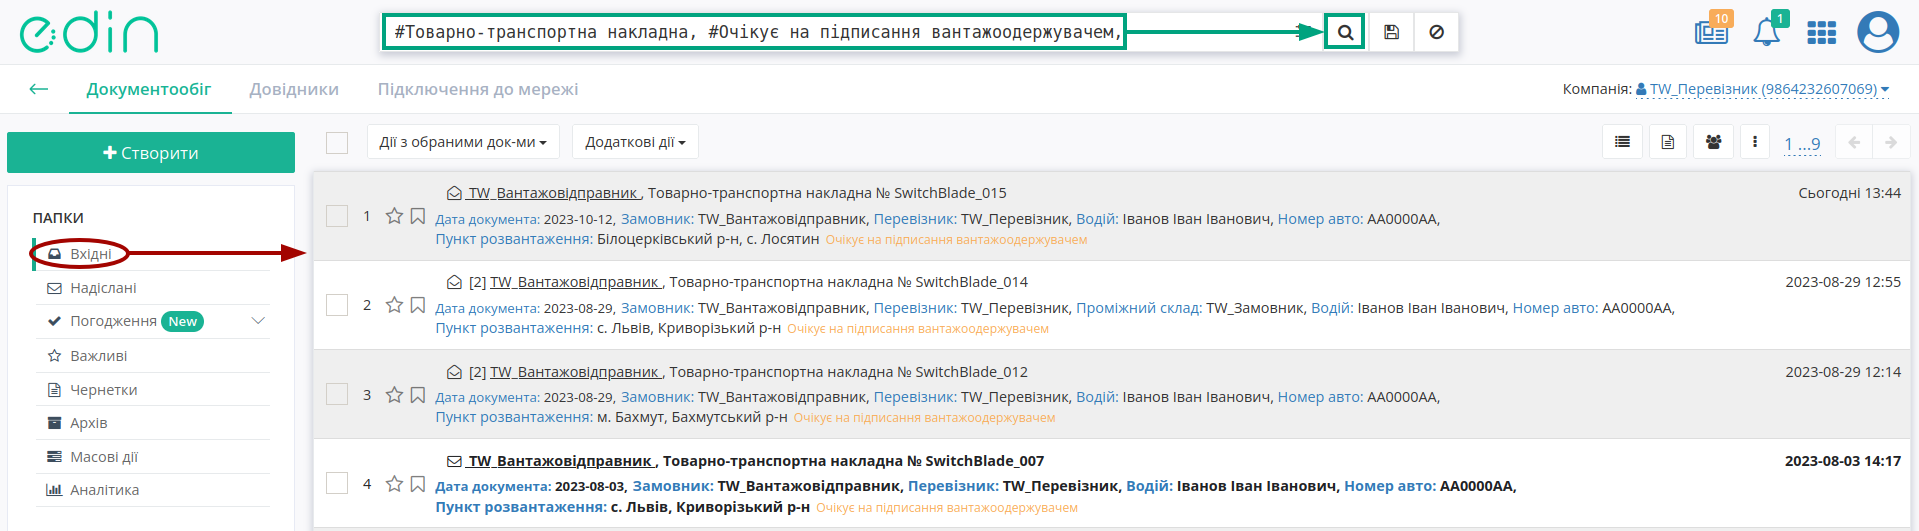 edin
#Товарно-транспортна накладна, #Очікує на підписання вантажоодержувачем,
10
1
Документообіг
Довідники
Підключення до мережі
Компанія: TW_Перевізник (9864232607069)
Створити
Дії з обраними док-ми
Додаткові дії
1 ...9
ПАПКИ
Вхідні
Надіслані
Погодження New
Важливі
Чернетки
Архів
Масові дії
Аналітика
TW_Вантажовідправник , Товарно-транспортна накладна № SwitchBlade_015
Сьогодні 13:44
1
Дата документа: 2023-10-12, Замовник: TW_Вантажовідправник, Перевізник: TW_Перевізник, Водій: Іванов Іван Іванович, Номер авто: АА0000АА,
Пункт розвантаження: Білоцерківський р-н, с. Лосятин Очікує на підписання вантажоодержувачем
[2] TW_Вантажовідправник , Товарно-транспортна накладна № SwitchBlade_014
2023-08-29 12:55
2
Дата документа: 2023-08-29, Замовник: TW_Вантажовідправник, Перевізник: TW_Перевізник, Проміжний склад: TW_Замовник, Водій: Іванов Іван Іванович, Номер авто: АА0000АА,
Пункт розвантаження: с. Львів, Криворізький р-н Очікує на підписання вантажоодержувачем
[2] TW_Вантажовідправник , Товарно-транспортна накладна № SwitchBlade_012
2023-08-29 12:14
3
Дата документа: 2023-08-29, Замовник: TW_Вантажовідправник, Перевізник: TW_Перевізник, Водій: Іванов Іван Іванович, Номер авто: АА0000АА,
Пункт розвантаження: м. Бахмут, Бахмутський р-н Очікує на підписання вантажоодержувачем
TW_Вантажовідправник , Товарно-транспортна накладна № SwitchBlade_007
2023-08-03 14:17
4
Дата документа: 2023-08-03, Замовник: TW_Вантажовідправник, Перевізник: TW_Перевізник, Водій: Іванов Іван Іванович, Номер авто: АА0000АА,
Пункт розвантаження: с. Львів, Криворізький р-н Очікує на підписання вантажоодержувачем